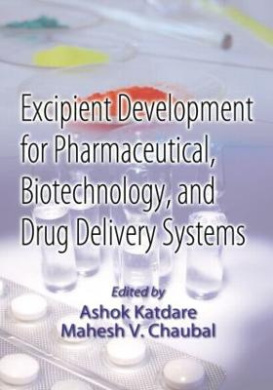 Excipient Development
for Pharmaceutical,
Biotechnology, and
Drug Delivery Systems
Edited by
Ashok Katdare
Mahesh V. Chaubal